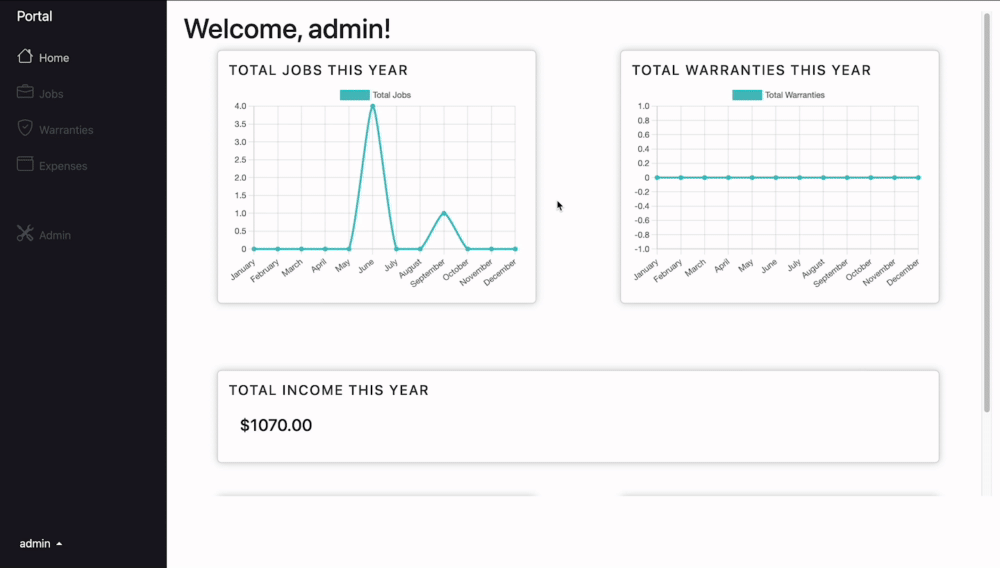 Portal
Home
Jobs
Warranties
Expenses
Admin
admin
Welcome, admin!
TOTAL JOBS THIS YEAR
Total Jobs
4.0
3.5
3.0
2.5
2.0
1.5
1.0
0.5
0
January
February
March
April
May
June
July
August
September
October
November
December
TOTAL WARRANTIES THIS YEAR
Total Warranties
1.0
0.8
0.6
0.4
0.2
0
-0.2
-0.4
-0.6
-0.8
-1.0
January
February
March
April
May
June
July
August
September
October
November
December
TOTAL INCOME THIS YEAR
$1070.00